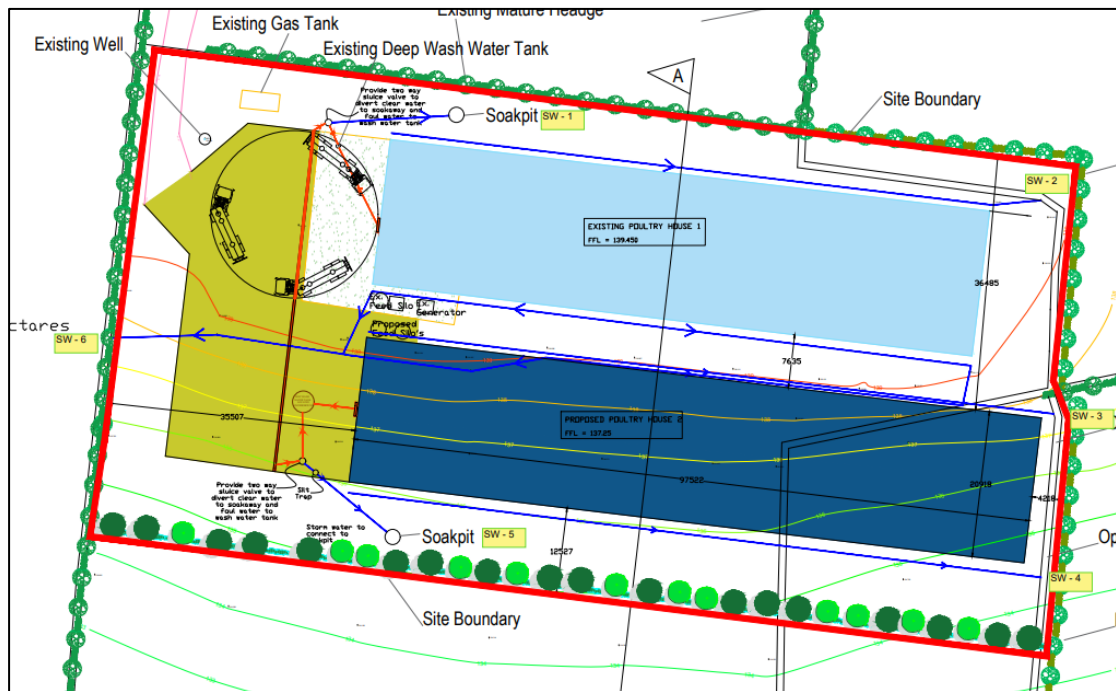 Existing Mature Headge
Existing Gas Tank
Existing Well
Existing Deep Wash Water Tank
A
Site Boundary
Provide two way
sluice valve to
divert clear water
to soakaway and
foul water to
wash water tank
Soakpit
SW - 1
SW - 2
EXISTING POULTRY HOUSE 1
FFL = 139.450
36485
Ex.
Feed Silo
Ex.
Generator
Proposed
Feed Silo's
ctares
SW - 6
7635
35507
PROPOSED POULTRY HOUSE 2
FFL = 137.25
SW - 3
97522
20918
4218
Provide two way
sluice valve to
divert clear water
to soakaway and
foul water to
wash water tank
Silt
Trap
Storm water to
connect to
Soakpit
SW - 5
12527
Op
SW - 4
Site Boundary